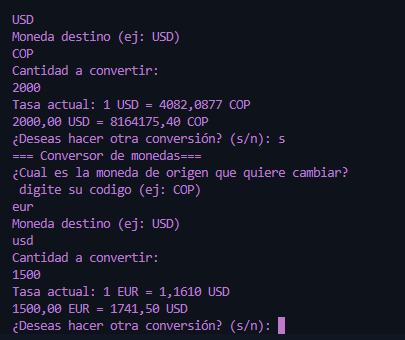 USD
Moneda destino (ej: USD)
COP
Cantidad a convertir:
2000
Tasa actual: 1 USD = 4082,0877 COP
2000,00 USD = 8164175,40 COP
¿Deseas hacer otra conversión? (s/n): s
=== Conversor de monedas===
¿Cual es la moneda de origen que quiere cambiar?
 digite su codigo (ej: COP)
eur
Moneda destino (ej: USD)
usd
Cantidad a convertir:
1500
Tasa actual: 1 EUR = 1,1610 USD
1500,00 EUR = 1741,50 USD
¿Deseas hacer otra conversión? (s/n):